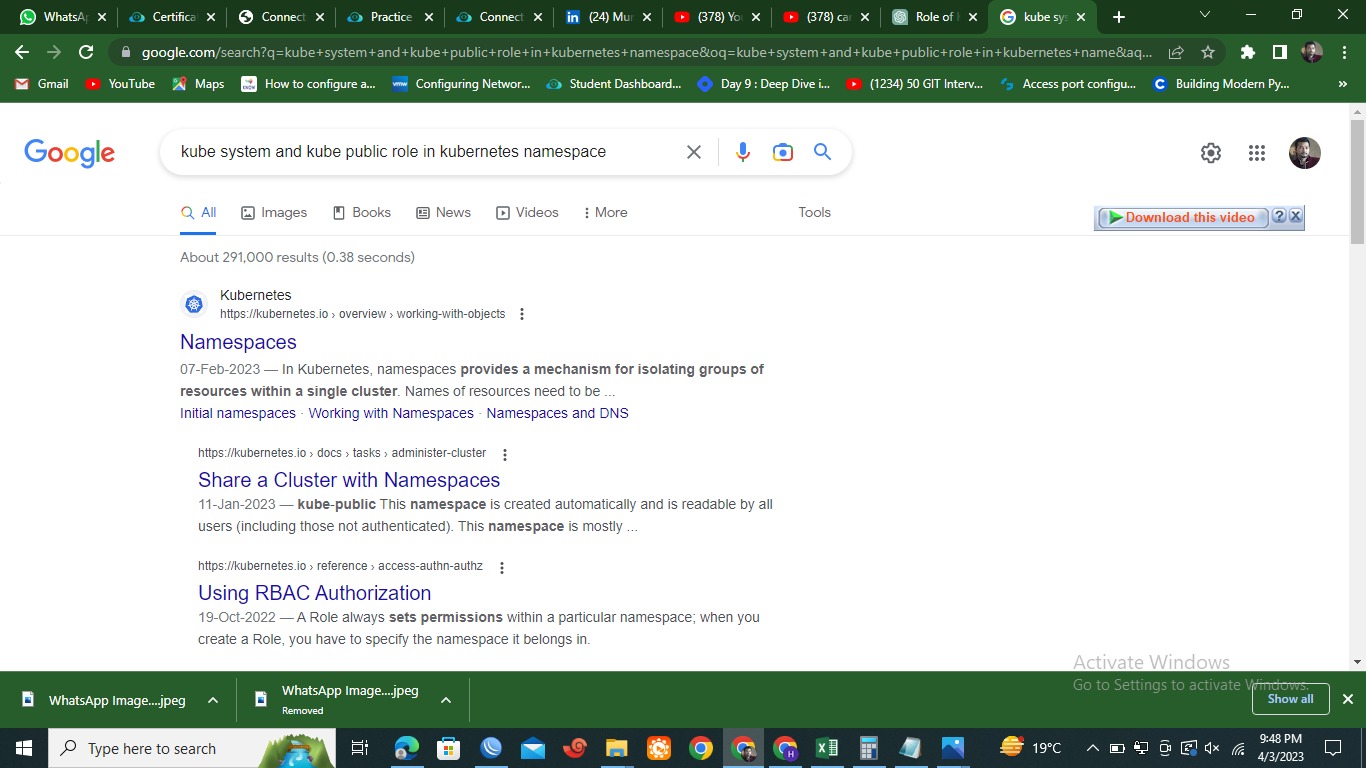 WhatsAp
Certifica
Connect
Practice
Connect
(24) Mur
(378) Yo
(378) car
Role of
kube sys
google.com/search?q=kube+system+and+kube+public+role+in+kubernetes+namespace&oq=kube+system+and+kube+public+role+in+kubernetes+name&aq...
Gmail
YouTube
Maps
How to configure a...
Configuring Networ...
Student Dashboard...
Day 9 : Deep Dive i...
(1234) 50 GIT Interv...
Access port configu...
Building Modern Py...
»
Google
kube system and kube public role in kubernetes namespace
All
Images
Books
News
Videos
More
Tools
Download this video
?
About 291,000 results (0.38 seconds)
Kubernetes
https://kubernetes.io › overview › working-with-objects
Namespaces
07-Feb-2023 — In Kubernetes, namespaces provides a mechanism for isolating groups of
resources within a single cluster. Names of resources need to be ...
Initial namespaces · Working with Namespaces · Namespaces and DNS
https://kubernetes.io › docs › tasks › administer-cluster
Share a Cluster with Namespaces
11-Jan-2023 — kube-public This namespace is created automatically and is readable by all
users (including those not authenticated). This namespace is mostly ...
https://kubernetes.io › reference › access-authn-authz
Using RBAC Authorization
19-Oct-2022 — A Role always sets permissions within a particular namespace; when you
create a Role, you have to specify the namespace it belongs in.
Activate Windows
Go to Settings to activate Windows.
WhatsApp Image....jpeg
WhatsApp Image....jpeg
Removed
Show all
Type here to search
19°C
9:48 PM
4/3/2023